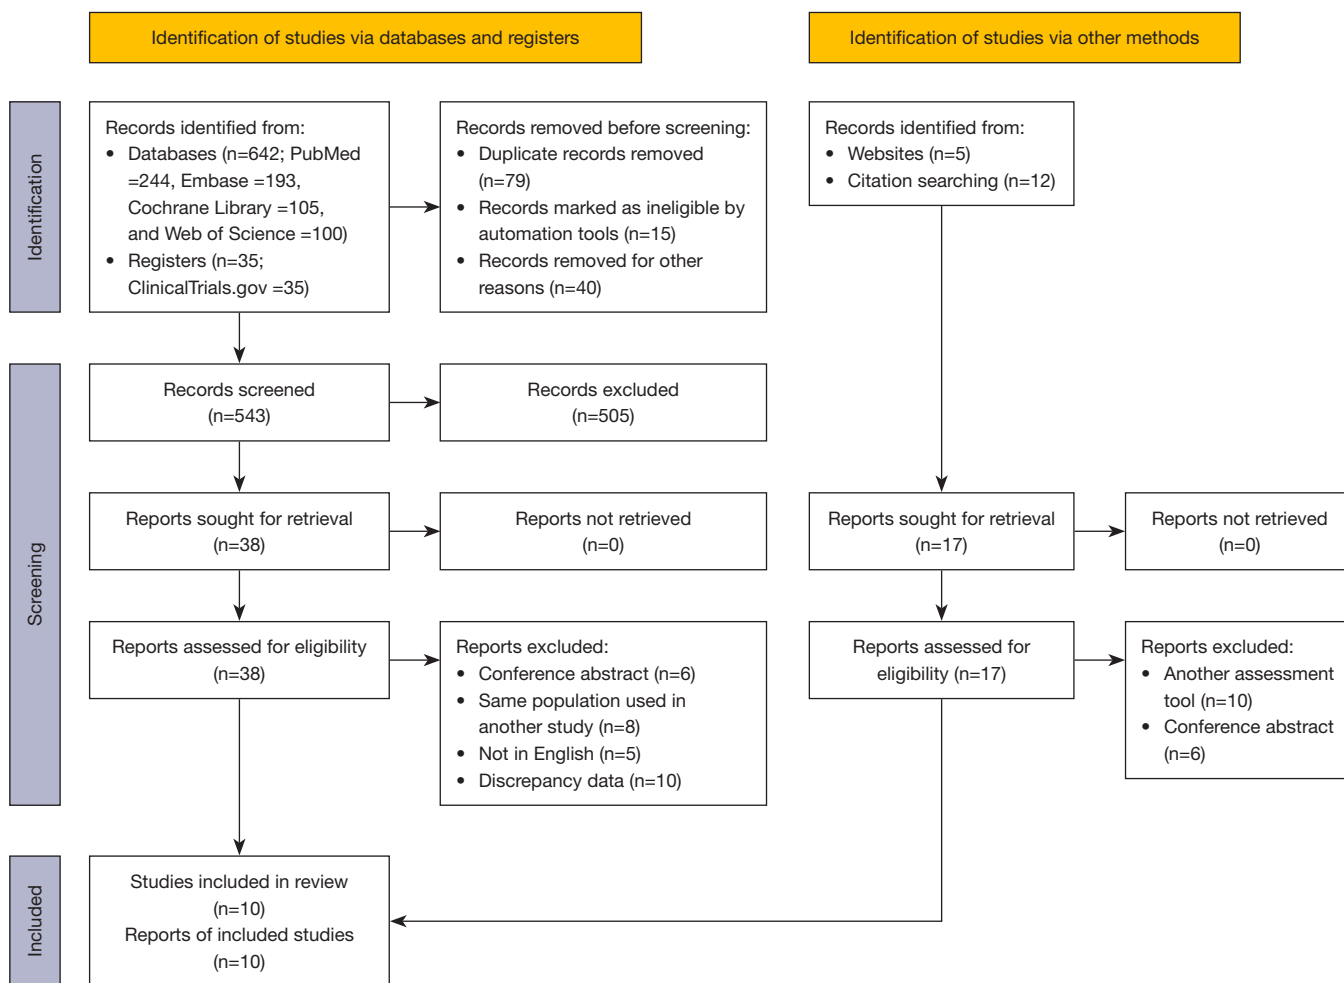 Identification of studies via databases and registers
Identification of studies via other methods
Identification
Records identified from:
• Databases (n=642; PubMed
=244, Embase =193,
Cochrane Library =105,
and Web of Science =100)
• Registers (n=35;
ClinicalTrials.gov =35)
Records removed before screening:
• Duplicate records removed
(n=79)
• Records marked as ineligible by
automation tools (n=15)
• Records removed for other
reasons (n=40)
Records identified from:
• Websites (n=5)
• Citation searching (n=12)
Screening
Records screened
(n=543)
Records excluded
(n=505)
Reports sought for retrieval
(n=38)
Reports not retrieved
(n=0)
Reports sought for retrieval
(n=17)
Reports not retrieved
(n=0)
Reports assessed for eligibility
(n=38)
Reports excluded:
• Conference abstract (n=6)
• Same population used in
another study (n=8)
• Not in English (n=5)
• Discrepancy data (n=10)
Reports assessed for
eligibility (n=17)
Reports excluded:
• Another assessment
tool (n=10)
• Conference abstract
(n=6)
Included
Studies included in review
(n=10)
Reports of included studies
(n=10)